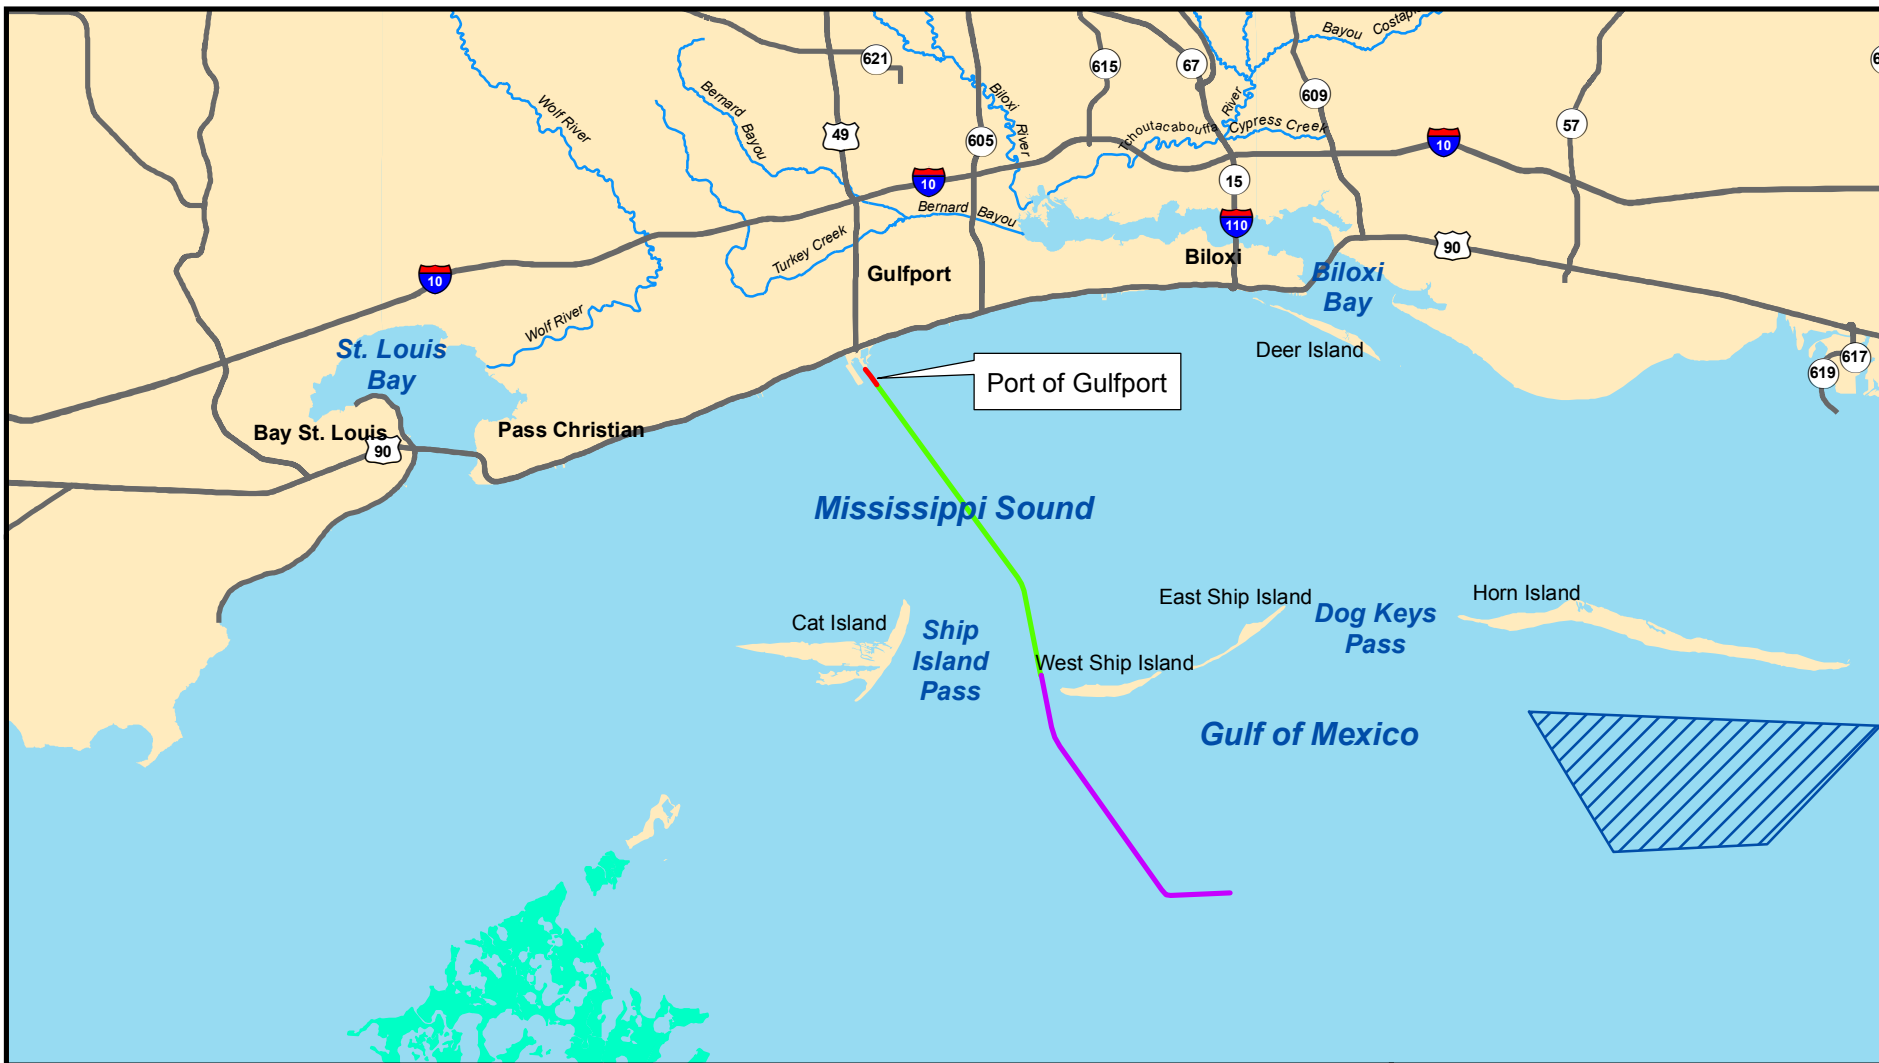 Bayou Costapia
621
615
67
6
Wolf River
Bernard Bayou
Biloxi River
609
49
605
Tchoutacabouffa River
Cypress Creek
57
10
10
15
Bernard Bayou
110
Turkey Creek
Gulfport
Biloxi
90
10
Biloxi
Bay
Wolf River
St. Louis
Bay
Deer Island
Port of Gulfport
617
619
Bay St. Louis
90
Pass Christian
Mississippi Sound
Cat Island
Ship
Island
Pass
East Ship Island
Dog Keys
Pass
Horn Island
West Ship Island
Gulf of Mexico